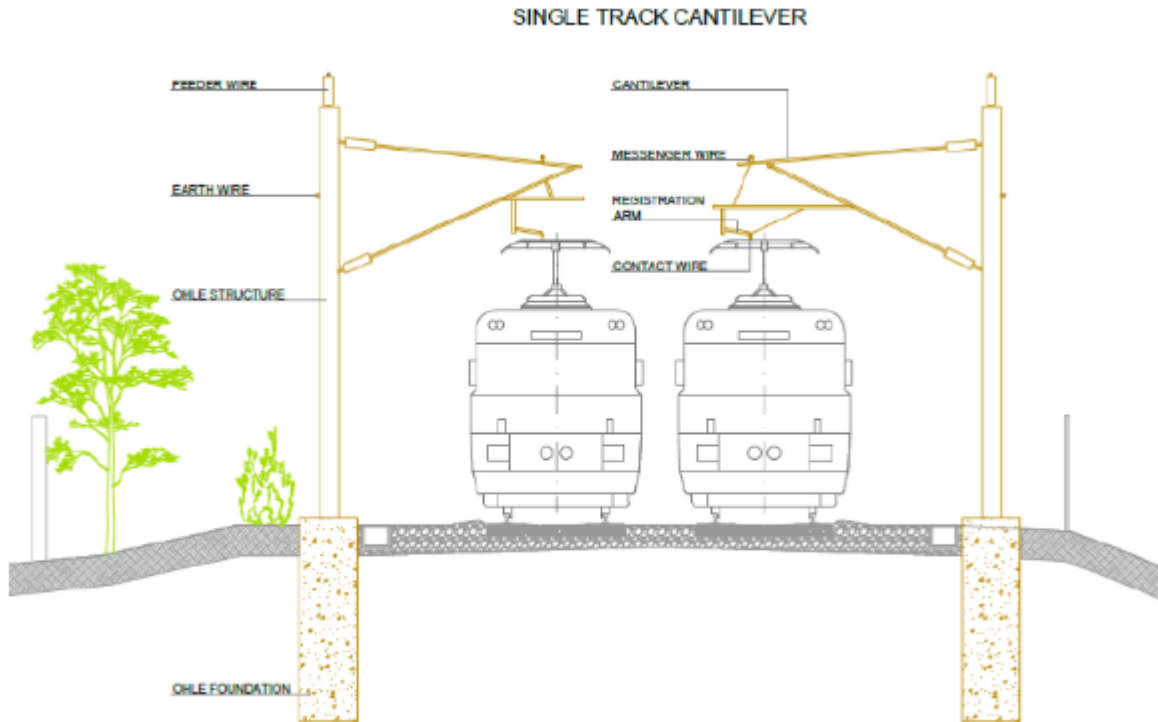 SINGLE TRACK CANTILEVER
FEEDER WIRE
CANTILEVER
MESSENGER WIRE
EARTH WIRE
REGISTRATION
ARM
CONTACT WIRE
OHLE STRUCTURE
OHLE FOUNDATION